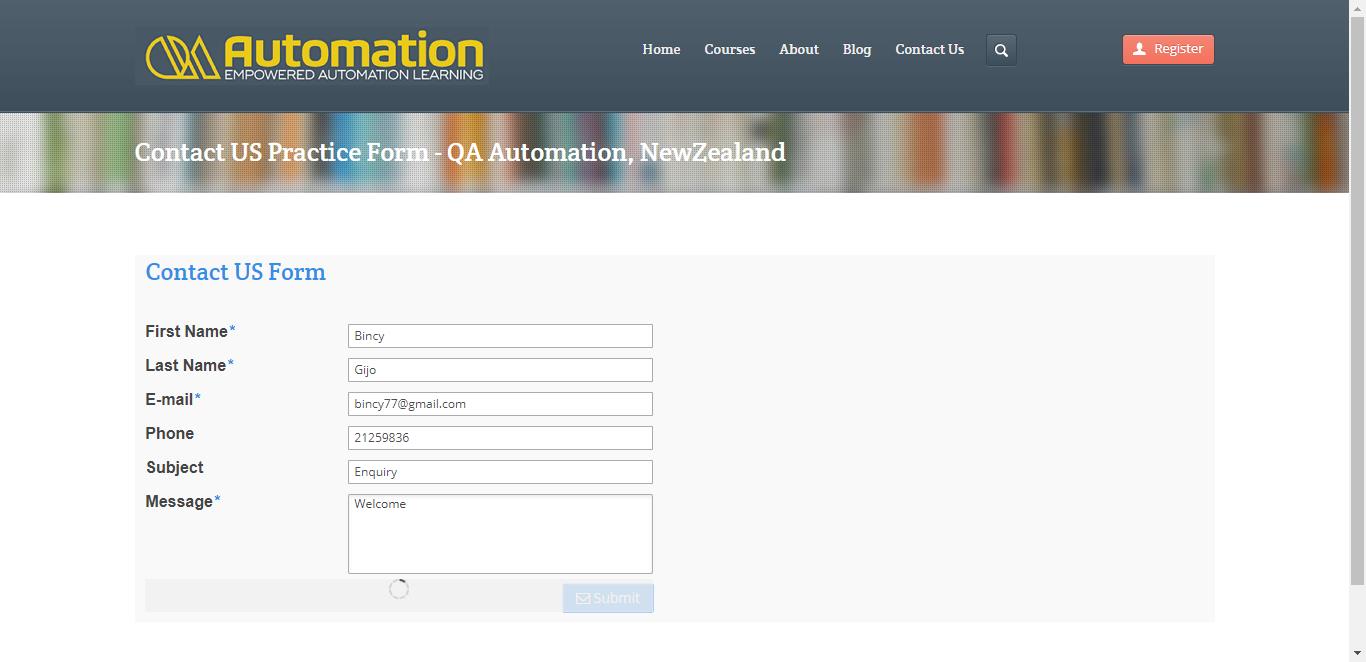 QA Automation
EMPOWERED AUTOMATION LEARNING
Home Courses About Blog Contact Us Register
Contact US Practice Form - QA Automation, NewZealand
Contact US Form
First Name* Bincy
Last Name* Gijo
E-mail* bincy77@gmail.com
Phone 21259836
Subject Enquiry
Message* Welcome
Submit